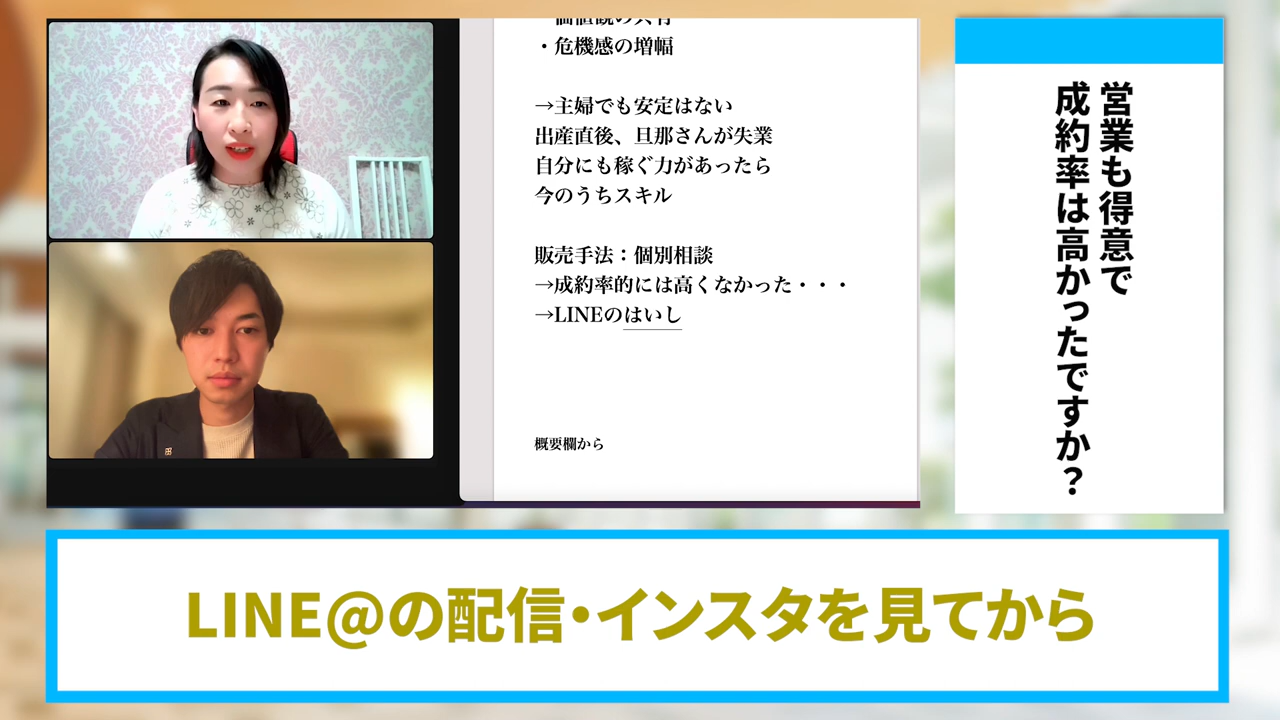 ・危機感の増幅
→主婦でも安定はない
出産直後、旦那さんが失業
自分にも稼ぐ力があったら
今のうちスキル
販売手法：個別相談
→成約率的には高くなかった・・・
→LINEのはいし
概要欄から
営業も得意で
成約率は高かったですか？
LINE@の配信・インスタを見てから